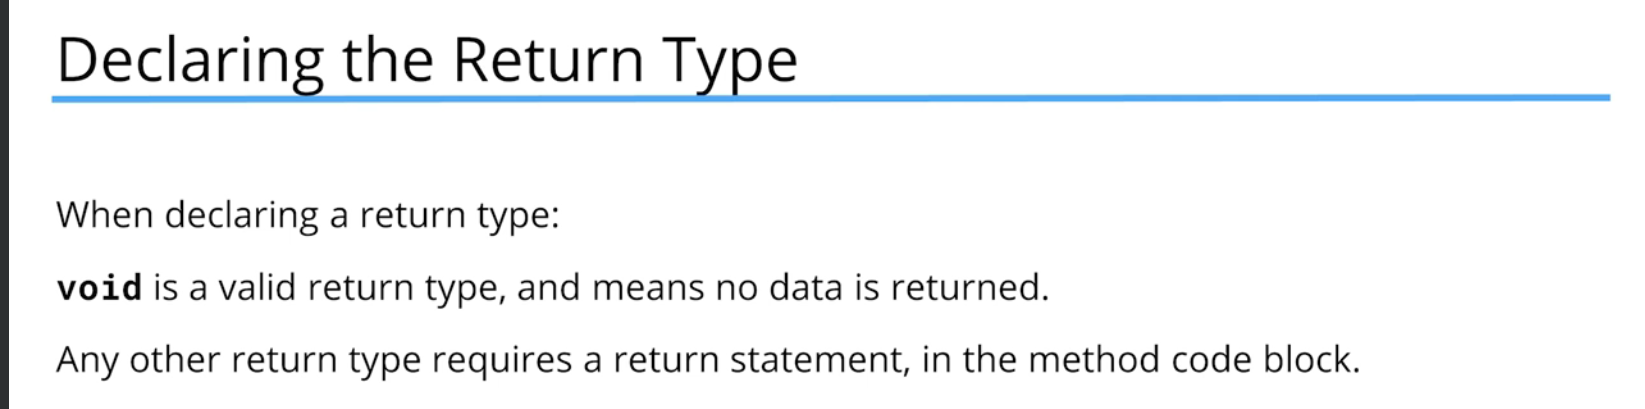 Declaring the Return Type
When declaring a return type:
void is a valid return type, and means no data is returned.
Any other return type requires a return statement, in the method code block.